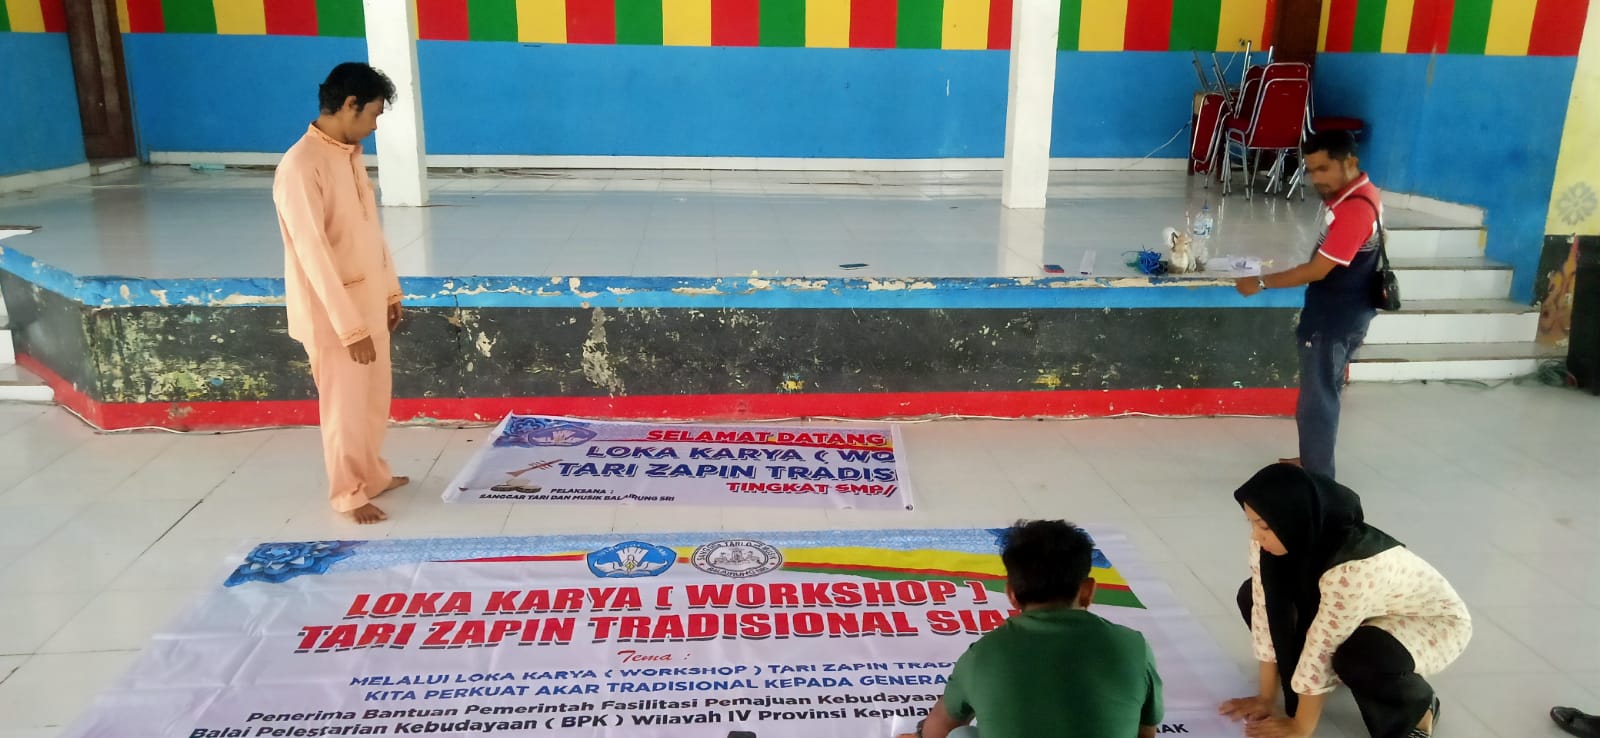 SELAMAT DATANG
LOKA KARYA ( WO
TARI ZAPIN TRADIS
TINGKAT SMP/
PELAKSANA :
SANGGAR TARI DAN MUSIK BALAIRUNG SRI
LOKA KARYA ( WORKSHOP )
TARI ZAPIN TRADISIONAL SIA
Tema :
MELALUI LOKA KARYA ( WORKSHOP ) TARI ZAPIN TRAD
KITA PERKUAT AKAR TRADISIONAL KEPADA GENERA
Penerima Bantuan Pemerintah Fasilitasi Pemajuan Kebudayaan
Balai Pelestarian Kebudayaan ( BPK ) Wilayah IV Provinsi Kepula